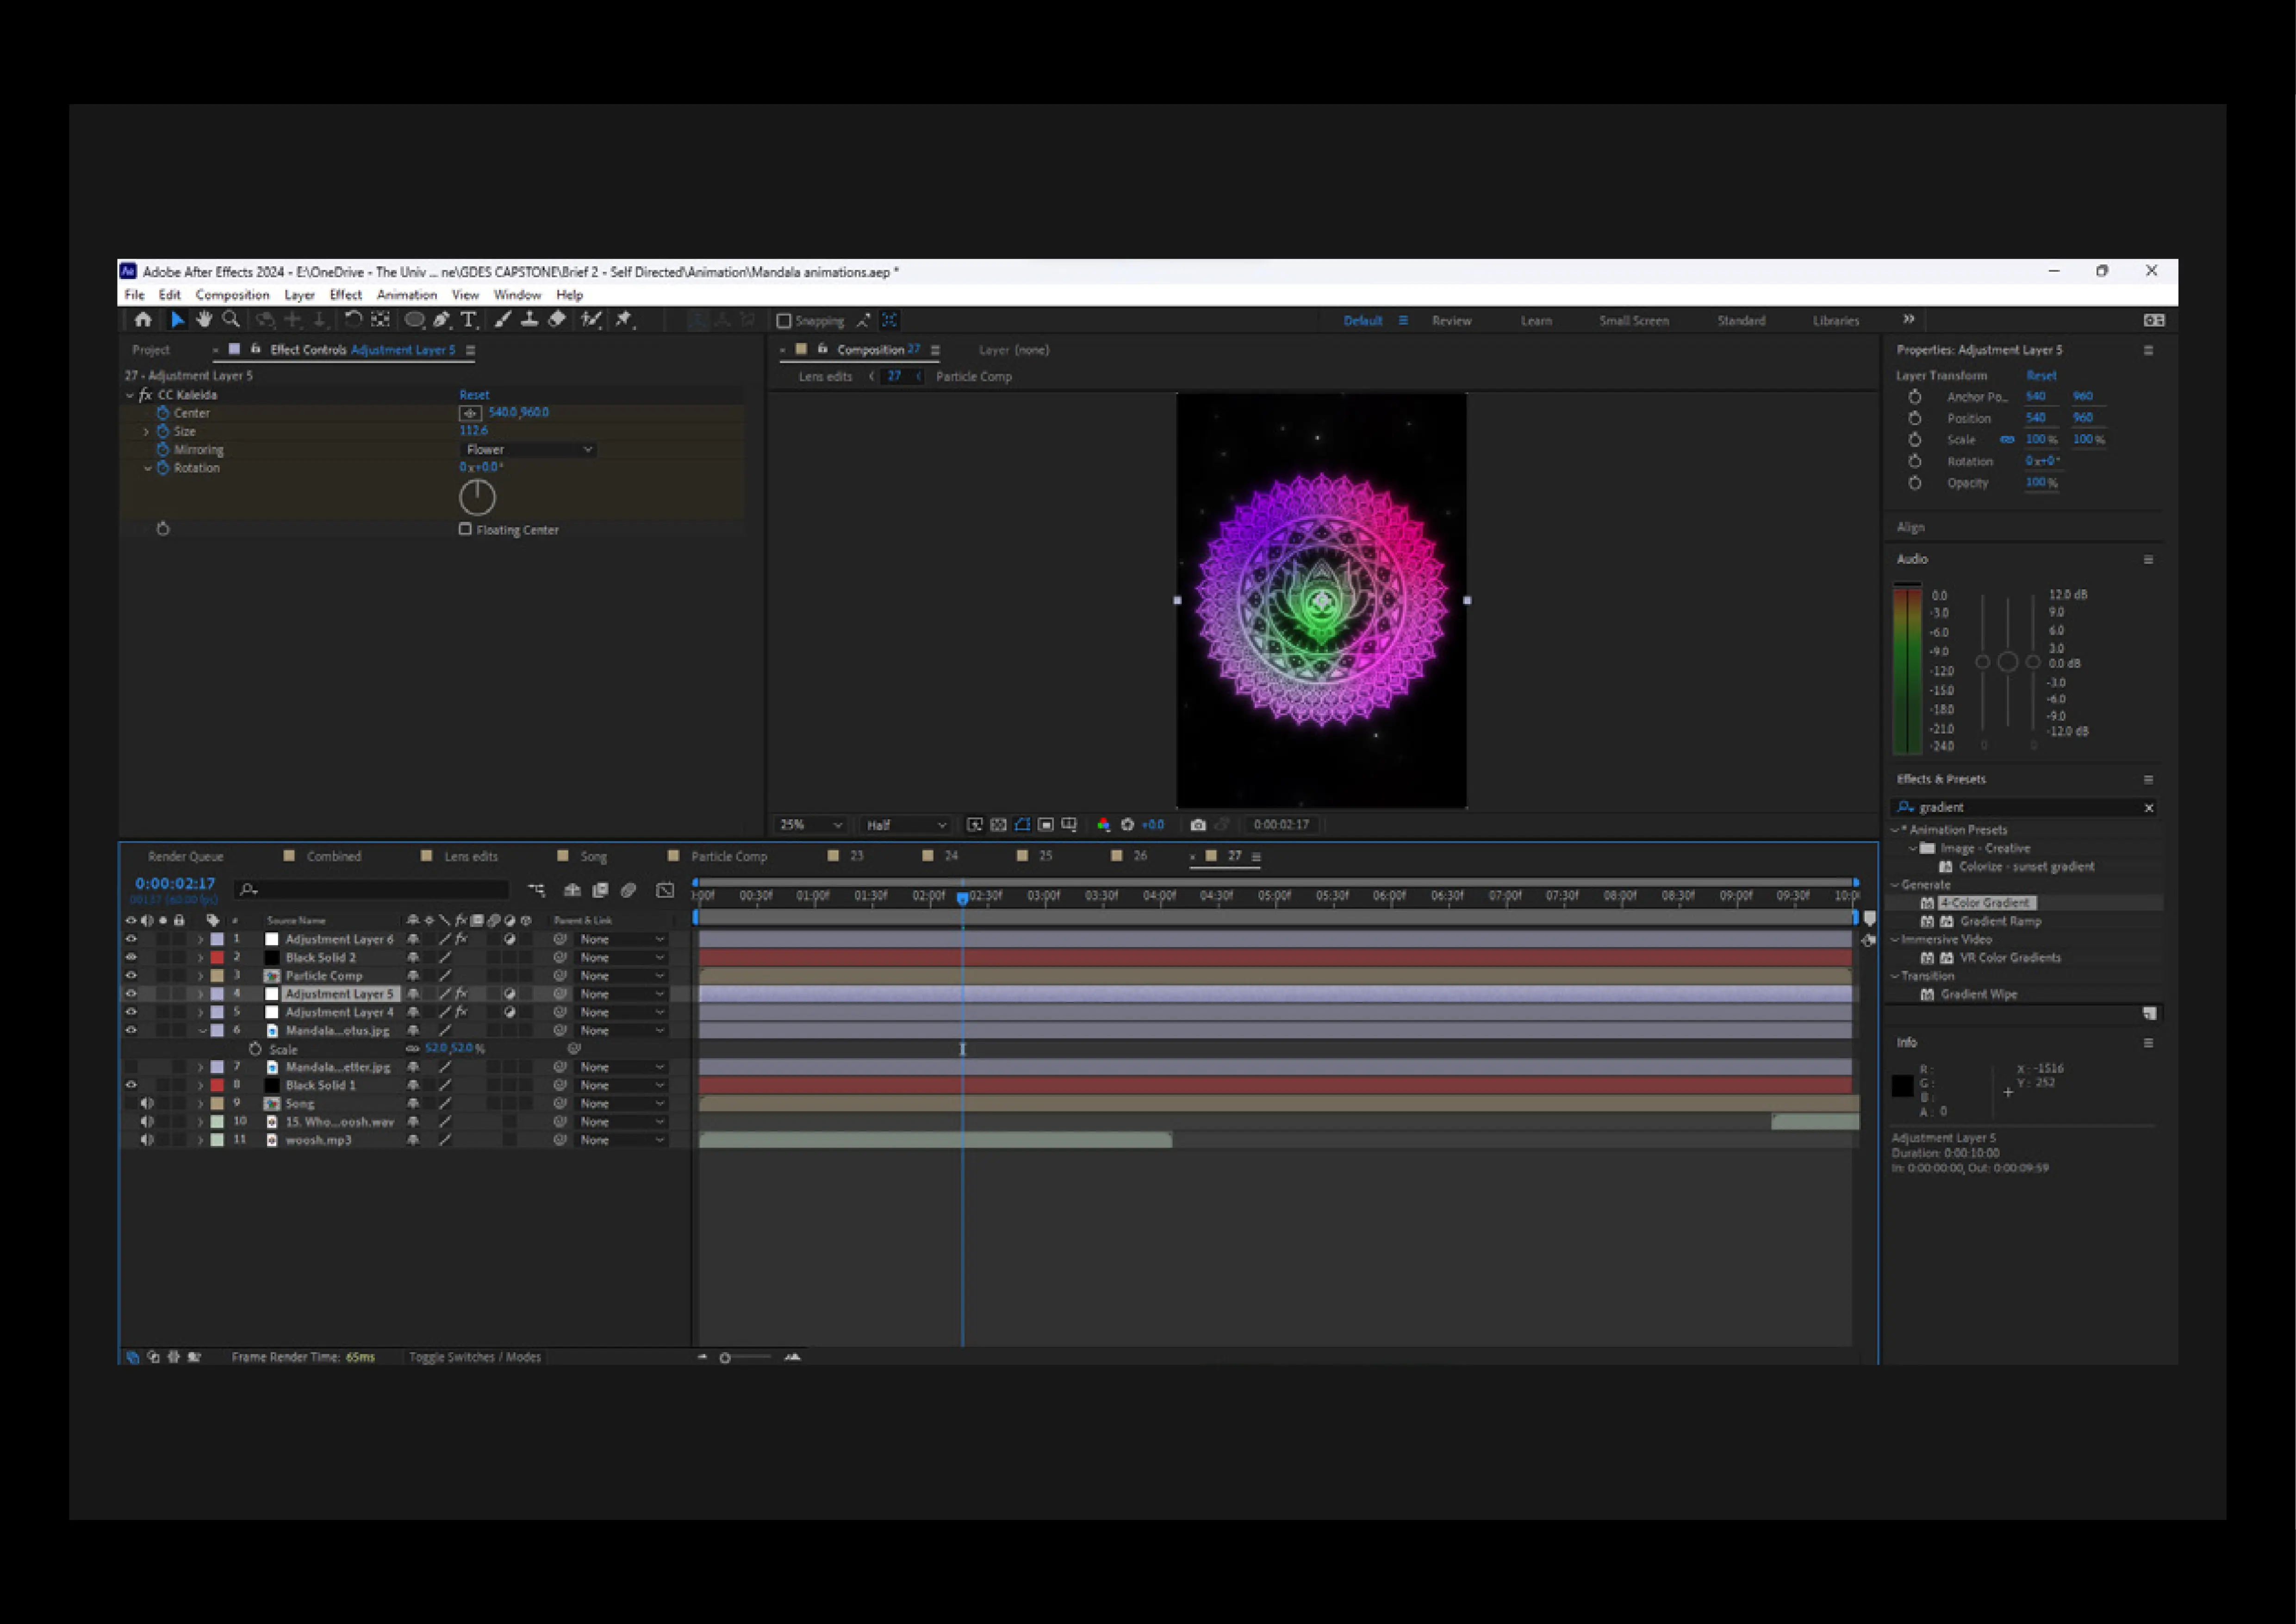 Adobe After Effects 2024 - E:\OneDrive - The Univ ... ne\GDES CAPSTONE\Brief 2 - Self Directed\Animation\Mandala animations.aep *
File Edit Composition Layer Effect Animation View Window Help
Snapping
Default Review Learn Small Screen Standard Libraries
Project Effect Controls Adjustment Layer 5
27 - Adjustment Layer 5
fx CC Kaleida Reset
Center 540.0,960.0
Size 112.6
Mirroring Flower
Rotation 0x+0.0°
Floating Center
Composition 27 Layer (none)
Lens edits 27 Particle Comp
25% Half +0.0 0:00:02:17
Properties: Adjustment Layer 5
Layer Transform Reset
Anchor Po... 540 960
Position 540 960
Scale 100 % 100 %
Rotation 0x+0°
Opacity 100 %
Align
Audio
0.0 12.0 dB
-3.0 9.0
-6.0 6.0
-9.0 3.0
-12.0 0.0 dB
-15.0 -3.0
-18.0 -6.0
-21.0 -9.0
-24.0 -12.0 dB
0 0
Effects & Presets
gradient
* Animation Presets
Image - Creative
Colorize - sunset gradient
Generate
4-Color Gradient
Gradient Ramp
Immersive Video
VR Color Gradients
Transition
Gradient Wipe
Info
R : X : -1516
G : Y : 252
B :
A : 0
Adjustment Layer 5
Duration: 0:00:10:00
In: 0:00:00:00, Out: 0:00:09:59
Render Queue Combined Lens edits Song Particle Comp 23 24 25 26 27
0:00:02:17
00137 (60.00 fps)
:00f 00:30f 01:00f 01:30f 02:00f 02:30f 03:00f 03:30f 04:00f 04:30f 05:00f 05:30f 06:00f 06:30f 07:00f 07:30f 08:00f 08:30f 09:00f 09:30f 10:0
# Source Name fx Parent & Link
1 Adjustment Layer 6 fx None
2 Black Solid 2 None
3 Particle Comp None
4 Adjustment Layer 5 fx None
5 Adjustment Layer 4 fx None
6 Mandala...otus.jpg None
Scale 52.0,52.0 %
7 Mandala...etter.jpg None
8 Black Solid 1 None
9 Song None
10 15. Who...oosh.wav None
11 woosh.mp3 None
Frame Render Time: 65ms Toggle Switches / Modes